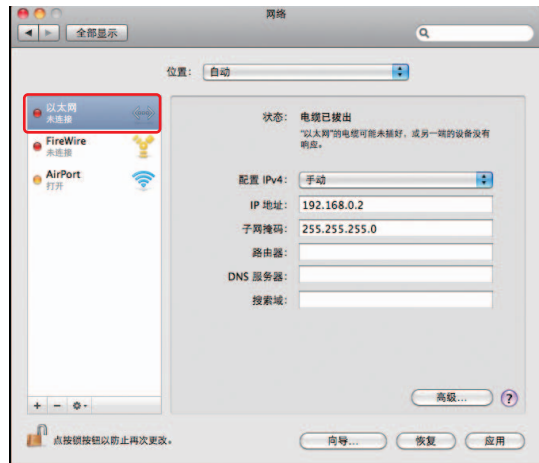 网络
全部显示
位置: 自动
以太网
未连接
FireWire
未连接
AirPort
打开
状态: 电缆已拔出
“以太网”的电缆可能未插好，或另一端的设备没有
响应。
配置 IPv4: 手动
IP 地址: 192.168.0.2
子网掩码: 255.255.255.0
路由器:
DNS 服务器:
搜索域:
高级... ?
+ −
点按锁按钮以防止再次更改。
向导... 恢复 应用